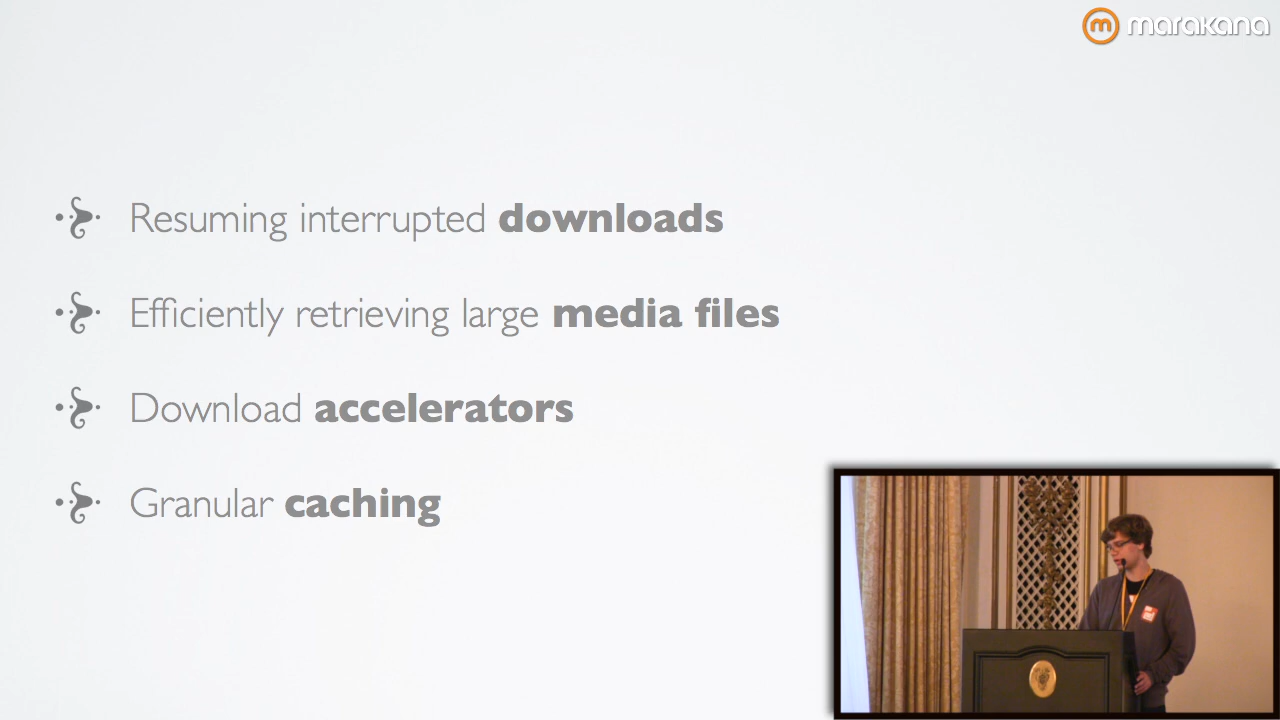 marakana
Resuming interrupted downloads
Efficiently retrieving large media files
Download accelerators
Granular caching